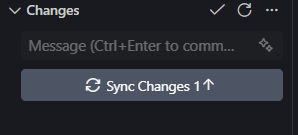 Changes
Message (Ctrl+Enter to comm...
Sync Changes 1↑